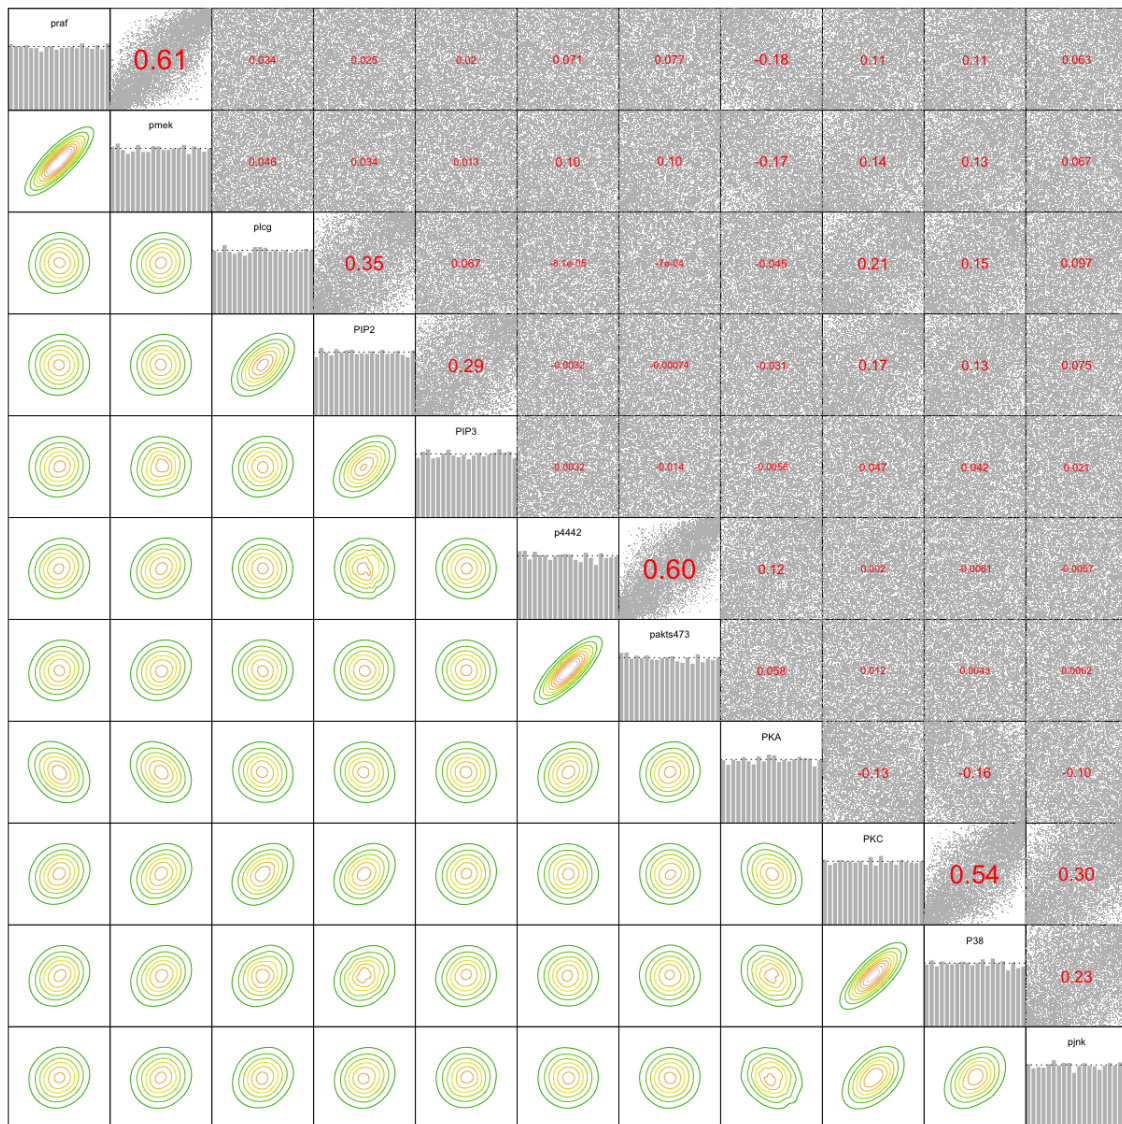 praf
0.61 0.034 0.025 0.02 0.071 0.077 -0.18 0.11 0.11 0.063
pmek
0.046 0.034 0.013 0.10 0.10 -0.17 0.14 0.13 0.067
plcg
0.35 0.067 -8.1e-05 -7e-04 -0.045 0.21 0.15 0.097
PIP2
0.29 -0.0032 -0.00074 -0.031 0.17 0.13 0.075
PIP3
-0.0032 -0.014 -0.0056 0.047 0.042 0.021
p4442
0.60 0.12 0.002 -0.0061 -0.0057
pakts473
0.058 0.012 0.0043 0.0062
PKA
-0.13 -0.16 -0.10
PKC
0.54 0.30
P38
0.23
pjnk